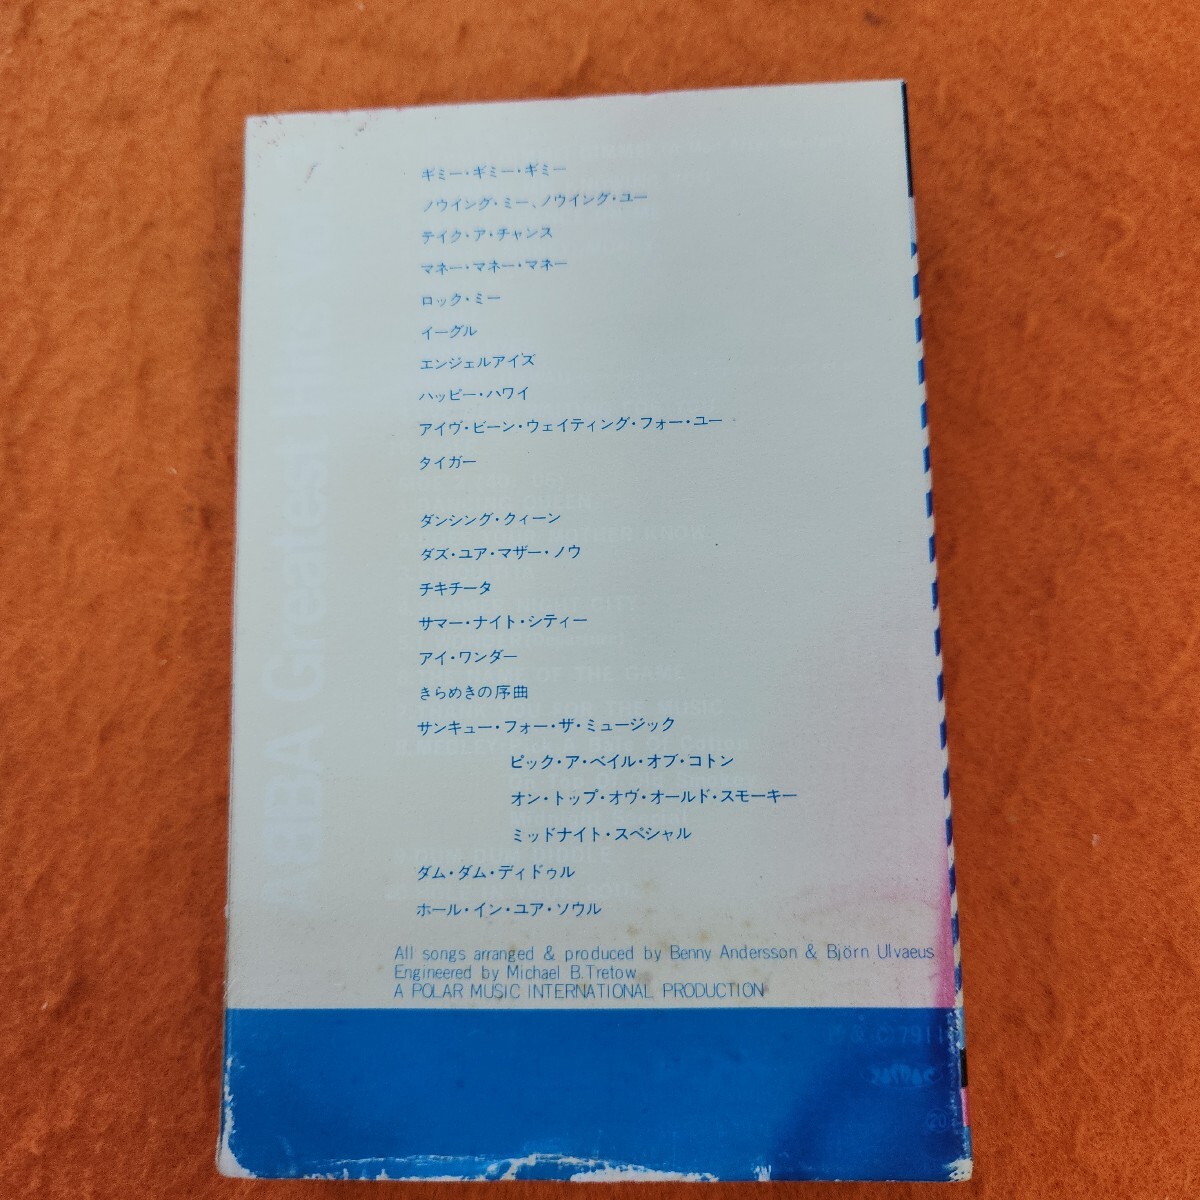 ABBA Greatest Hits
ギミー・ギミー・ギミー
ノウイング・ミー、ノウイング・ユー
テイク・ア・チャンス
マネー・マネー・マネー
ロック・ミー
イーグル
エンジェルアイズ
ハッピー・ハワイ
アイヴ・ビーン・ウェイティング・フォー・ユー
タイガー
ダンシング・クィーン
ダズ・ユア・マザー・ノウ
チキチータ
サマー・ナイト・シティー
アイ・ワンダー
きらめきの序曲
サンキュー・フォー・ザ・ミュージック
ピック・ア・ベイル・オブ・コトン
オン・トップ・オヴ・オールド・スモーキー
ミッドナイト・スペシャル
ダム・ダム・ディドゥル
ホール・イン・ユア・ソウル
All songs arranged & produced by Benny Andersson & Björn Ulvaeus
Engineered by Michael B.Tretow
A POLAR MUSIC INTERNATIONAL PRODUCTION